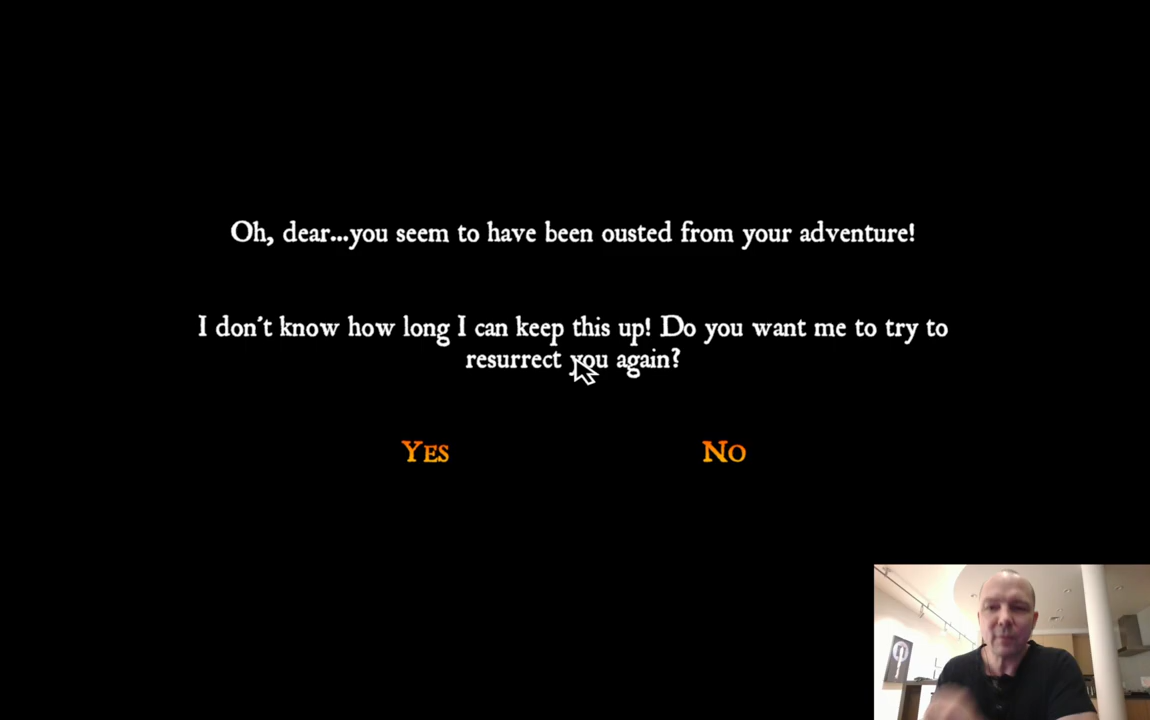 Oh, dear...you seem to have been ousted from your adventure!
I don't know how long I can keep this up! Do you want me to try to
resurrect you again?
Yes No